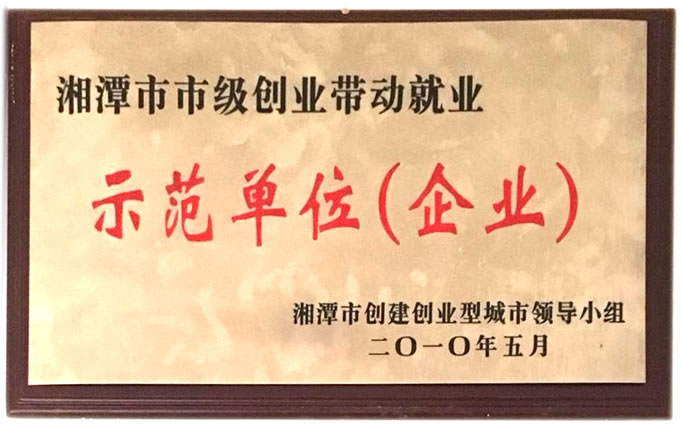 湘潭市市级创业带动就业
示范单位(企业)
湘潭市创建创业型城市领导小组
二〇一〇年五月